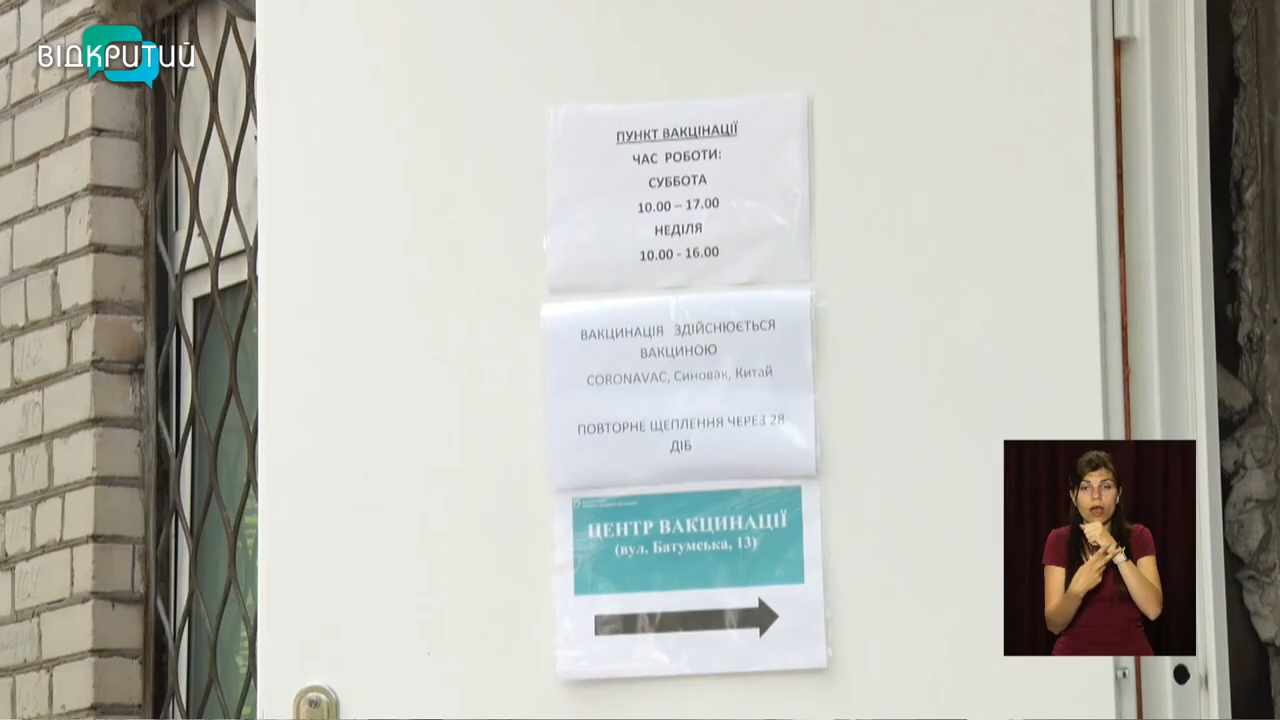 ВІДКРИТИЙ
ПУНКТ ВАКЦІНАЦІЇ
ЧАС РОБОТИ:
СУББОТА
10.00 – 17.00
НЕДІЛЯ
10.00 - 16.00
ВАКЦИНАЦІЯ ЗДІЙСНЮЄТЬСЯ
ВАКЦИНОЮ
CORONAVAC, Синовак, Китай
ПОВТОРНЕ ЩЕПЛЕННЯ ЧЕРЕЗ 28
ДІБ
ЦЕНТР ВАКЦИНАЦІЇ
(вул. Батумська, 13)